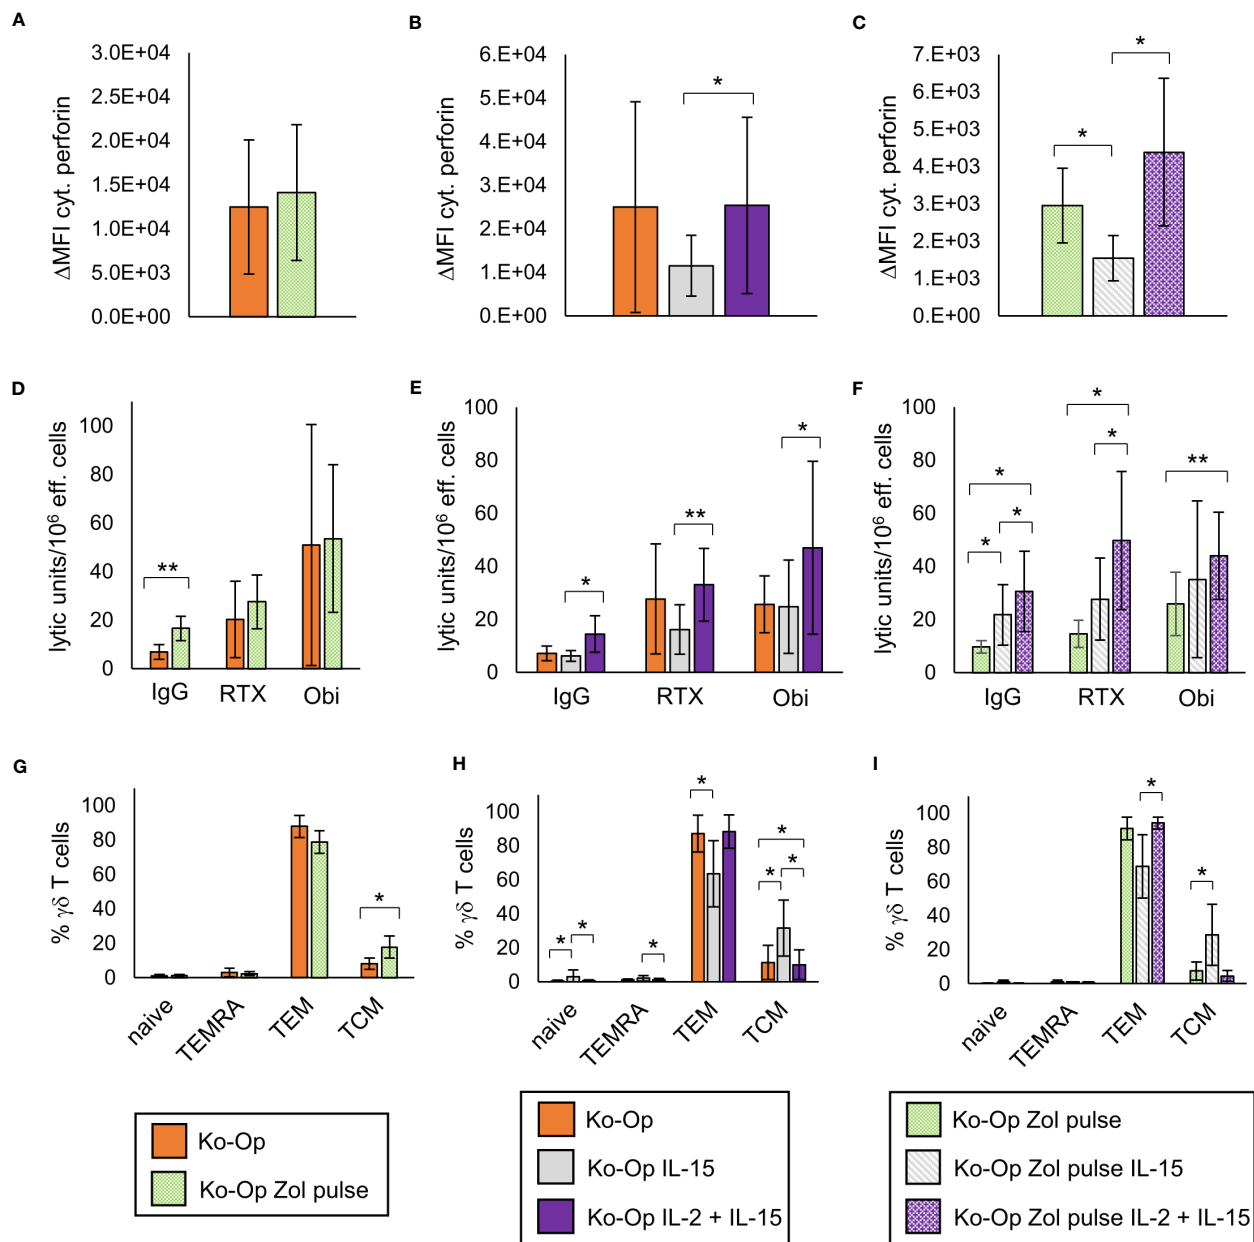 A
ΔMFI cyt. perforin
3.0E+04
2.5E+04
2.0E+04
1.5E+04
1.0E+04
5.0E+03
0.0E+00
B
ΔMFI cyt. perforin
6.E+04
5.E+04
4.E+04
3.E+04
2.E+04
1.E+04
0.E+00
*
C
ΔMFI cyt. perforin
7.E+03
6.E+03
5.E+03
4.E+03
3.E+03
2.E+03
1.E+03
0.E+00
*
*
D
lytic units/10⁶ eff. cells
100
80
60
40
20
0
**
IgG RTX Obi
E
lytic units/10⁶ eff. cells
100
80
60
40
20
0
*
**
*
IgG RTX Obi
F
lytic units/10⁶ eff. cells
100
80
60
40
20
0
*
*
*
*
*
**
IgG RTX Obi
G
% γδ T cells
100
80
60
40
20
0
*
naive TEMRA TEM TCM
H
% γδ T cells
100
80
60
40
20
0
*
*
*
*
*
*
*
naive TEMRA TEM TCM
I
% γδ T cells
100
80
60
40
20
0
*
*
naive TEMRA TEM TCM
Ko-Op
Ko-Op Zol pulse
Ko-Op
Ko-Op IL-15
Ko-Op IL-2 + IL-15
Ko-Op Zol pulse
Ko-Op Zol pulse IL-15
Ko-Op Zol pulse IL-2 + IL-15